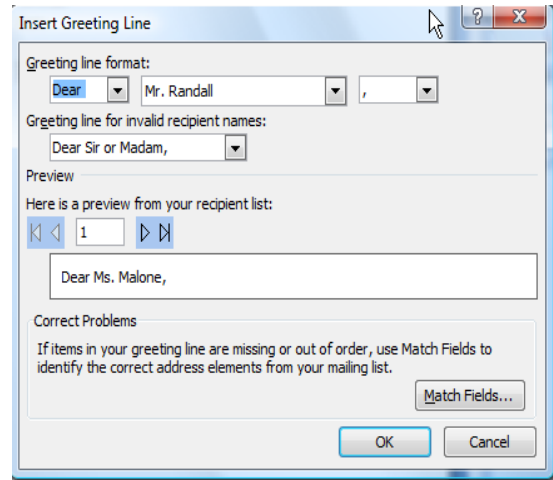 Insert Greeting Line
? X
Greeting line format:
Dear Mr. Randall ,
Greeting line for invalid recipient names:
Dear Sir or Madam,
Preview
Here is a preview from your recipient list:
1
Dear Ms. Malone,
Correct Problems
If items in your greeting line are missing or out of order, use Match Fields to
identify the correct address elements from your mailing list.
Match Fields...
OK Cancel